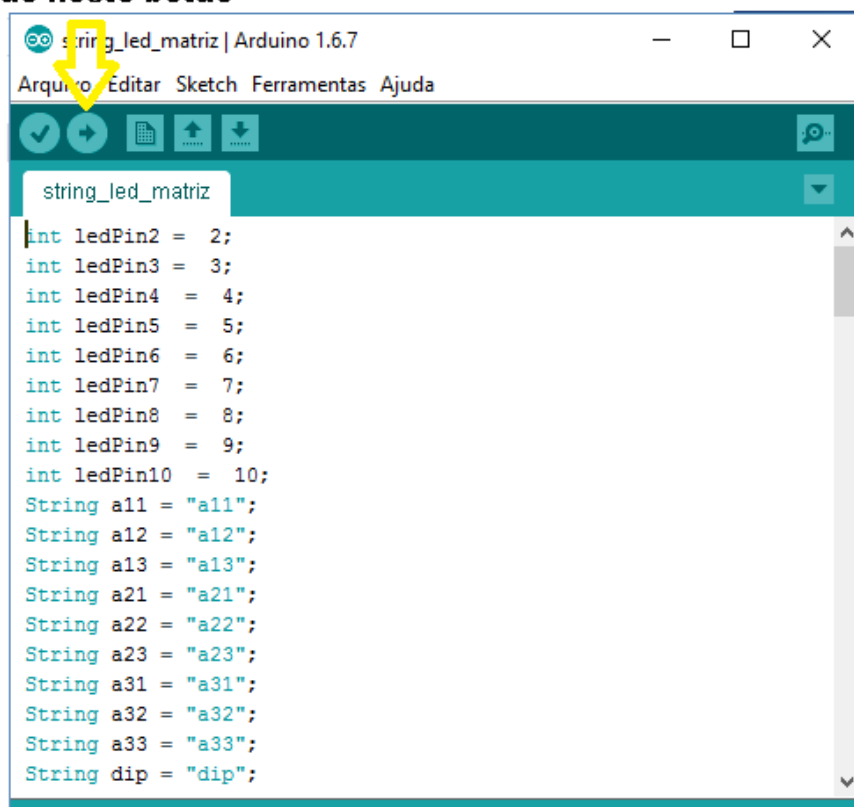 neste botão
string_led_matriz | Arduino 1.6.7
Arquivo Editar Sketch Ferramentas Ajuda
string_led_matriz
int ledPin2 =  2;
int ledPin3 =  3;
int ledPin4  =  4;
int ledPin5  =  5;
int ledPin6  =  6;
int ledPin7  =  7;
int ledPin8  =  8;
int ledPin9  =  9;
int ledPin10  =  10;
String a11 = "a11";
String a12 = "a12";
String a13 = "a13";
String a21 = "a21";
String a22 = "a22";
String a23 = "a23";
String a31 = "a31";
String a32 = "a32";
String a33 = "a33";
String dip = "dip";